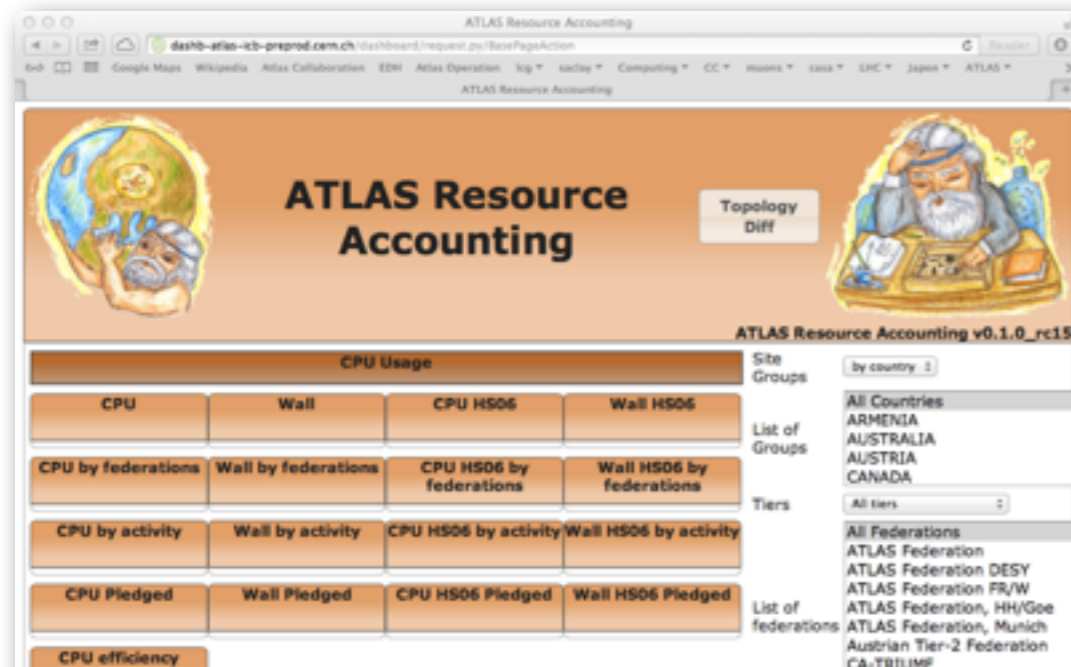 ATLAS Resource Accounting
dashb-atlas-icb-preprod.cern.ch/dashboard/request.py/BasePageAction
Reader
Google Maps Wikipedia Atlas Collaboration EDH Atlas Operation lcg saclay Computing CC muons casa LHC Japon ATLAS
ATLAS Resource Accounting
ATLAS Resource
Accounting
Topology
Diff
ATLAS Resource Accounting v0.1.0_rc15
CPU Usage
CPU Wall CPU HS06 Wall HS06
CPU by federations Wall by federations CPU HS06 by federations Wall HS06 by federations
CPU by activity Wall by activity CPU HS06 by activity Wall HS06 by activity
CPU Pledged Wall Pledged CPU HS06 Pledged Wall HS06 Pledged
CPU efficiency
Site
Groups
by country
List of
Groups
All Countries
ARMENIA
AUSTRALIA
AUSTRIA
CANADA
Tiers
All tiers
List of
federations
All Federations
ATLAS Federation
ATLAS Federation DESY
ATLAS Federation FR/W
ATLAS Federation, HH/Goe
ATLAS Federation, Munich
Austrian Tier-2 Federation
CA-TRIUMF